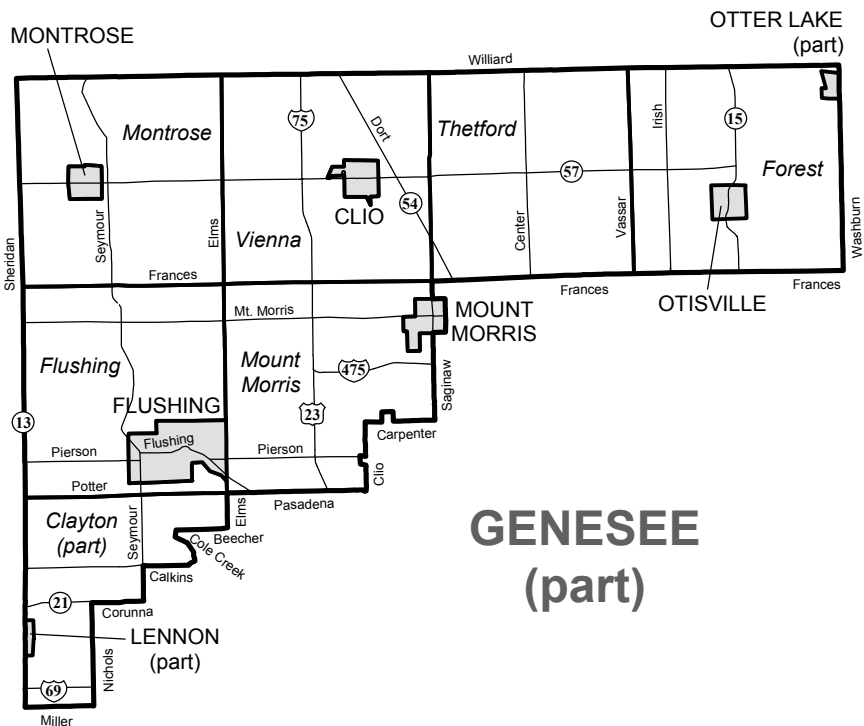 OTTER LAKE
(part)
MONTROSE
Williard
75
Dort
Thetford
Irish
15
Montrose
57
Forest
CLIO
54
Sheridan
Seymour
Elms
Vienna
Center
Vassar
Washburn
Frances
Frances
Frances
OTISVILLE
Mt. Morris
MOUNT
MORRIS
Flushing
Mount
Morris
475
Saginaw
FLUSHING
23
13
Carpenter
Pierson
Flushing
Pierson
Clio
Potter
Pasadena
Clayton
(part)
Seymour
Elms
Beecher
Cole Creek
GENESEE
(part)
Calkins
21
Corunna
LENNON
(part)
Nichols
69
Miller